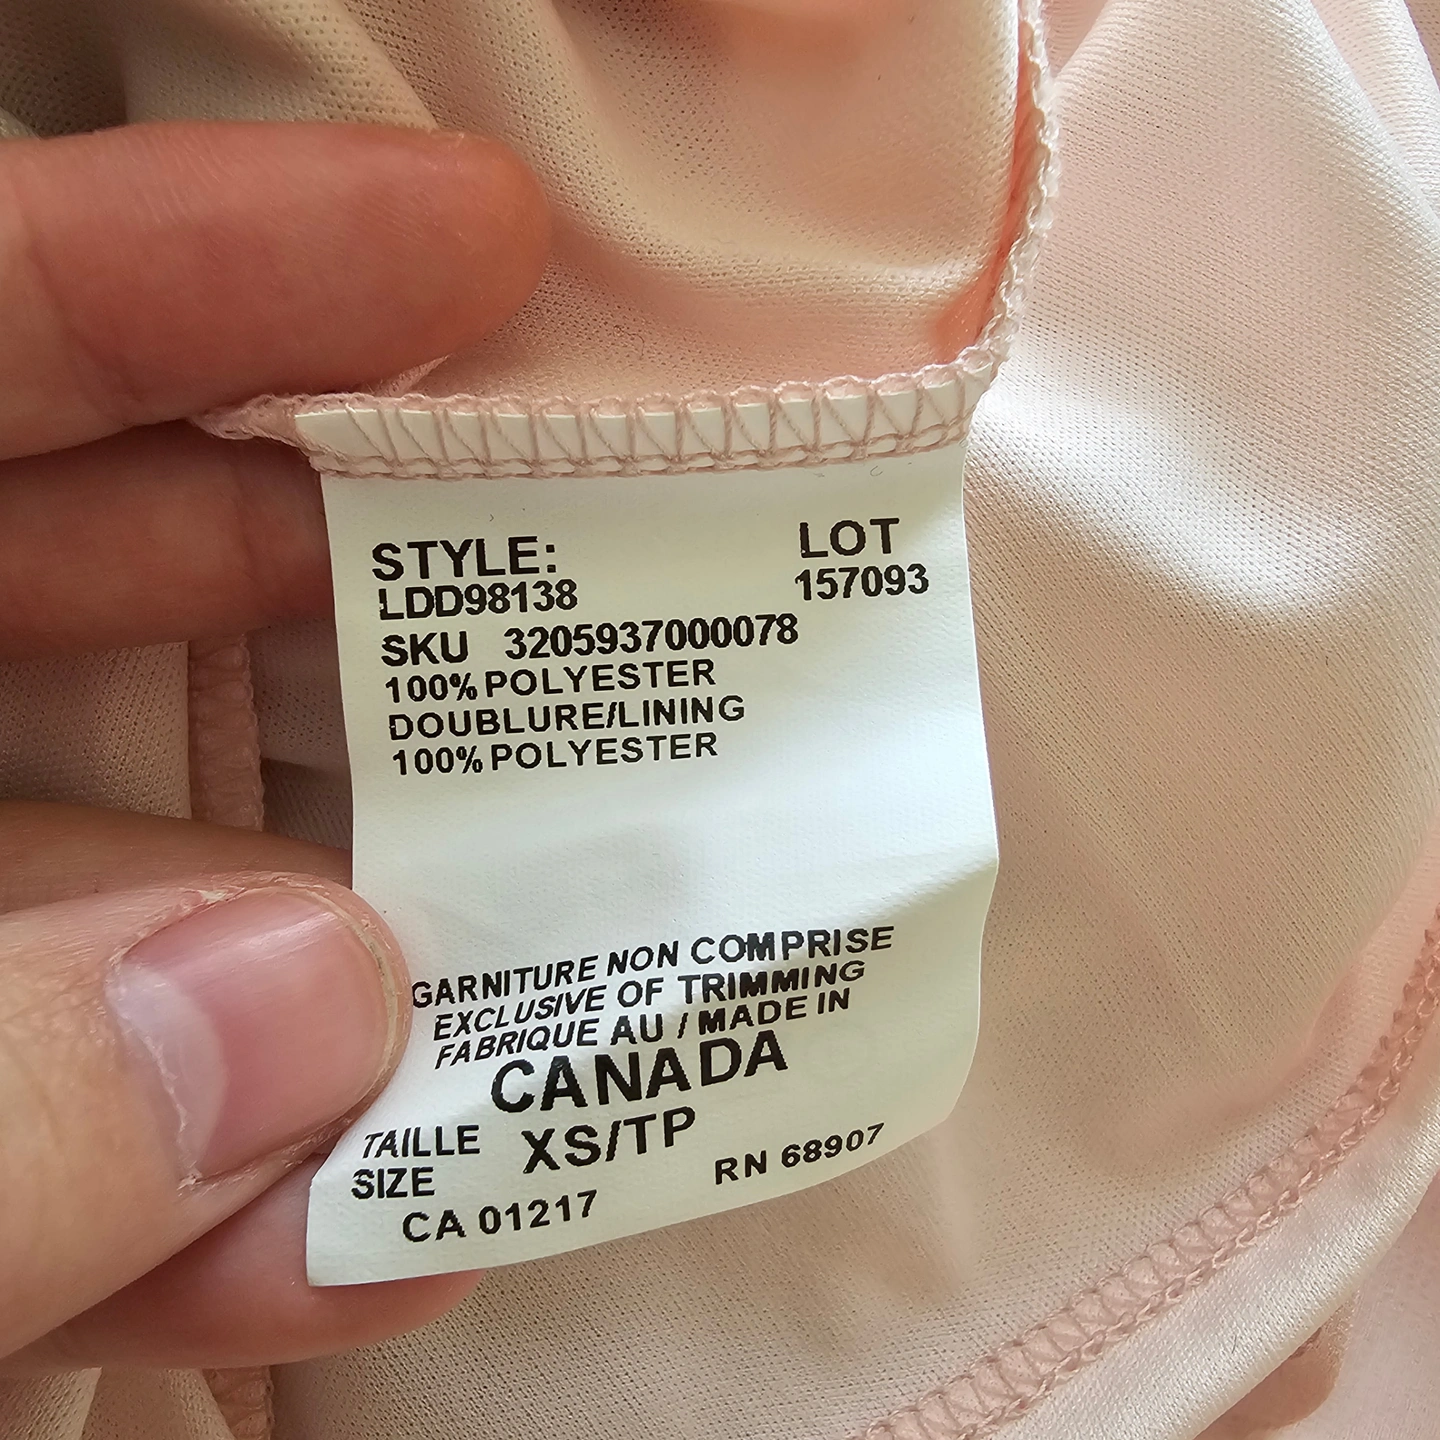 STYLE: LOT
LDD98138 157093
SKU 3205937000078
100% POLYESTER
DOUBLURE/LINING
100% POLYESTER
GARNITURE NON COMPRISE
EXCLUSIVE OF TRIMMING
FABRIQUE AU / MADE IN
CANADA
TAILLE XS/TP
SIZE
CA 01217 RN 68907